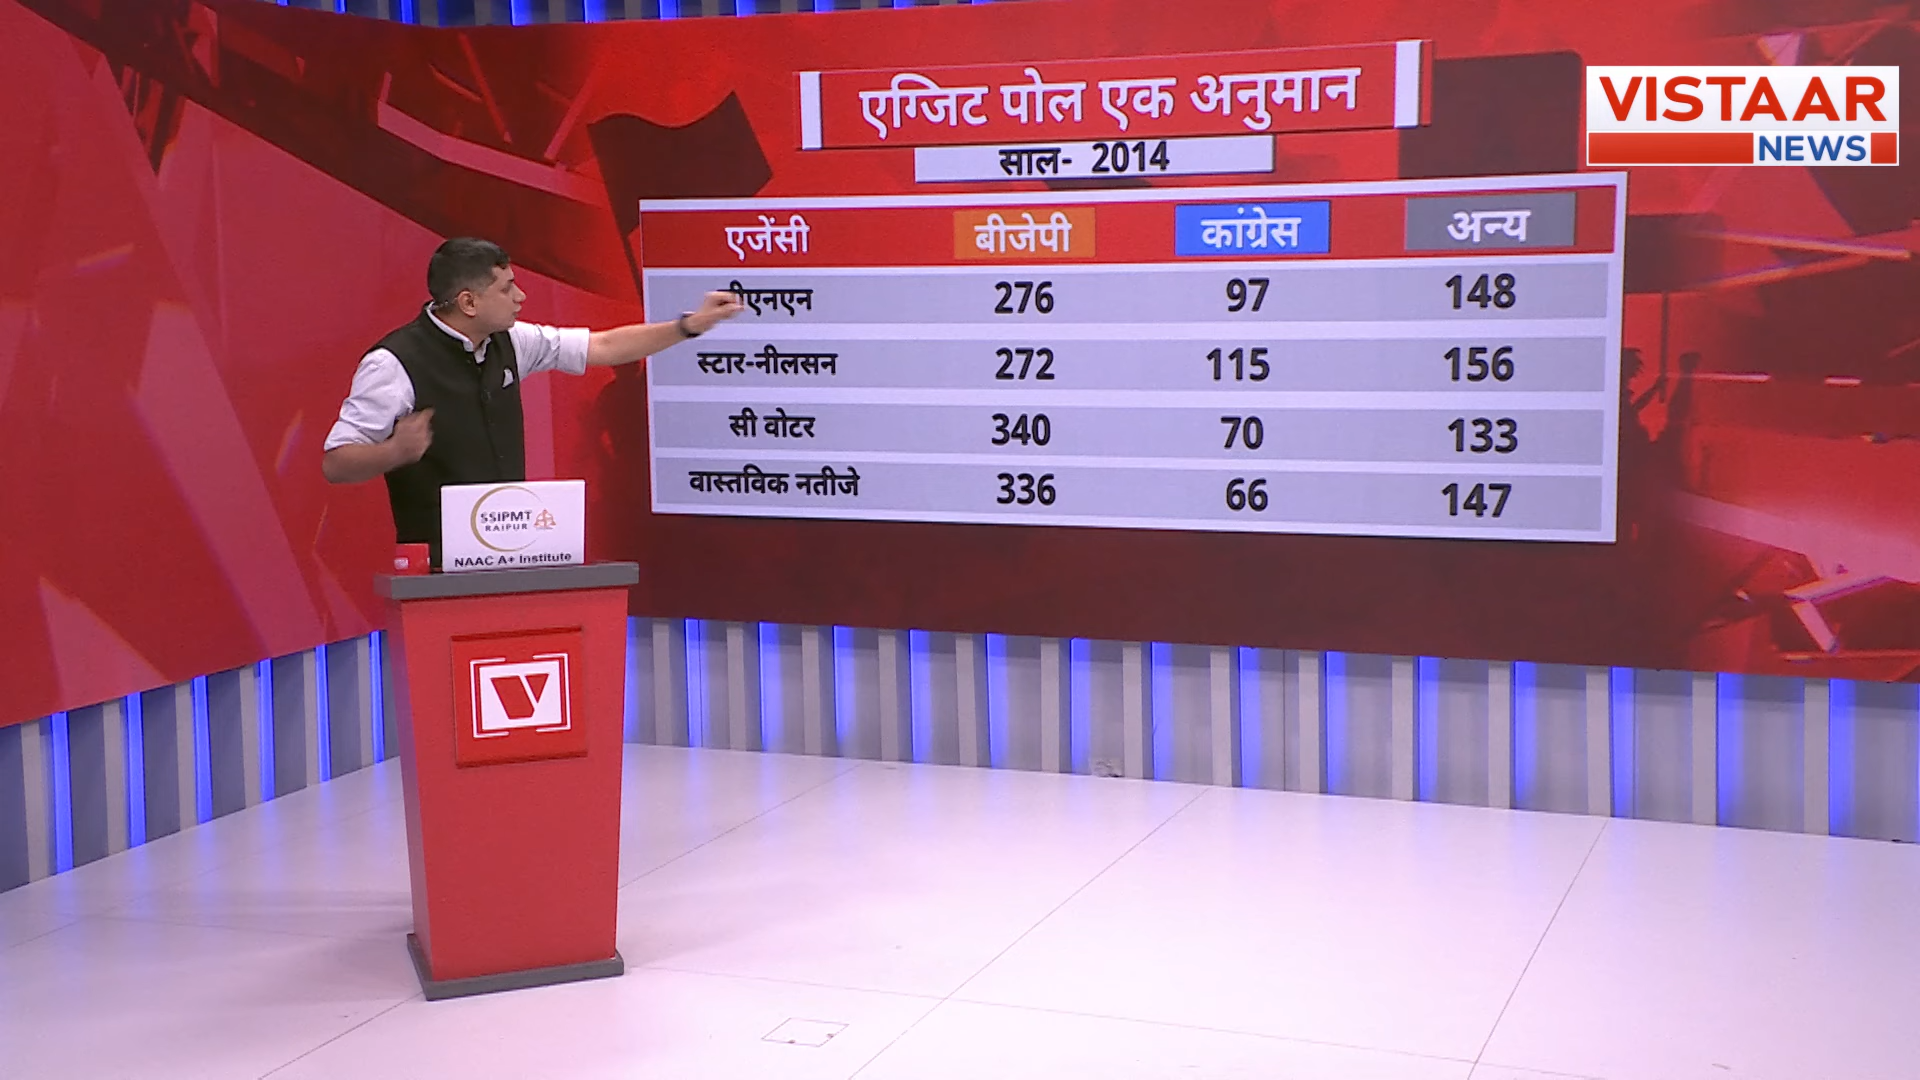 एग्जिट पोल एक अनुमान
साल- 2014
VISTAAR
NEWS
एजेंसी बीजेपी कांग्रेस अन्य
276 97 148
स्टार-नीलसन 272 115 156
सी वोटर 340 70 133
वास्तविक नतीजे 336 66 147
SSIPMT
RAIPUR
NAAC A+ Institute